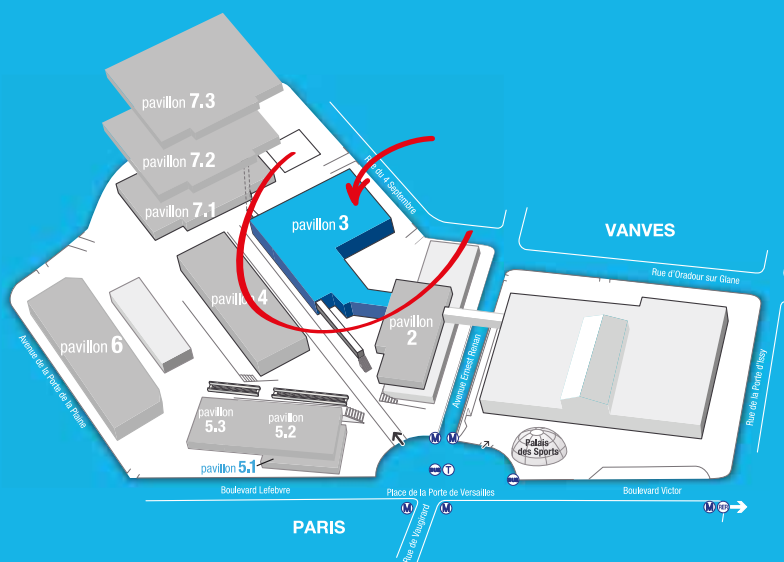 pavillon 7.3
pavillon 7.2
pavillon 7.1
Rue du 4 Septembre
pavillon 3
VANVES
Rue d'Oradour sur Glane
pavillon 4
pavillon
2
pavillon 6
Avenue de la Porte de la Plaine
Avenue Ernest Renan
Rue de la Porte d'Issy
pavillon
5.3
pavillon
5.2
pavillon 5.1
Palais
des Sports
M
M
BUS
T
BUS
Boulevard Lefebvre
Place de la Porte de Versailles
Boulevard Victor
M
M
M
RER
PARIS
Rue de Vaugirard